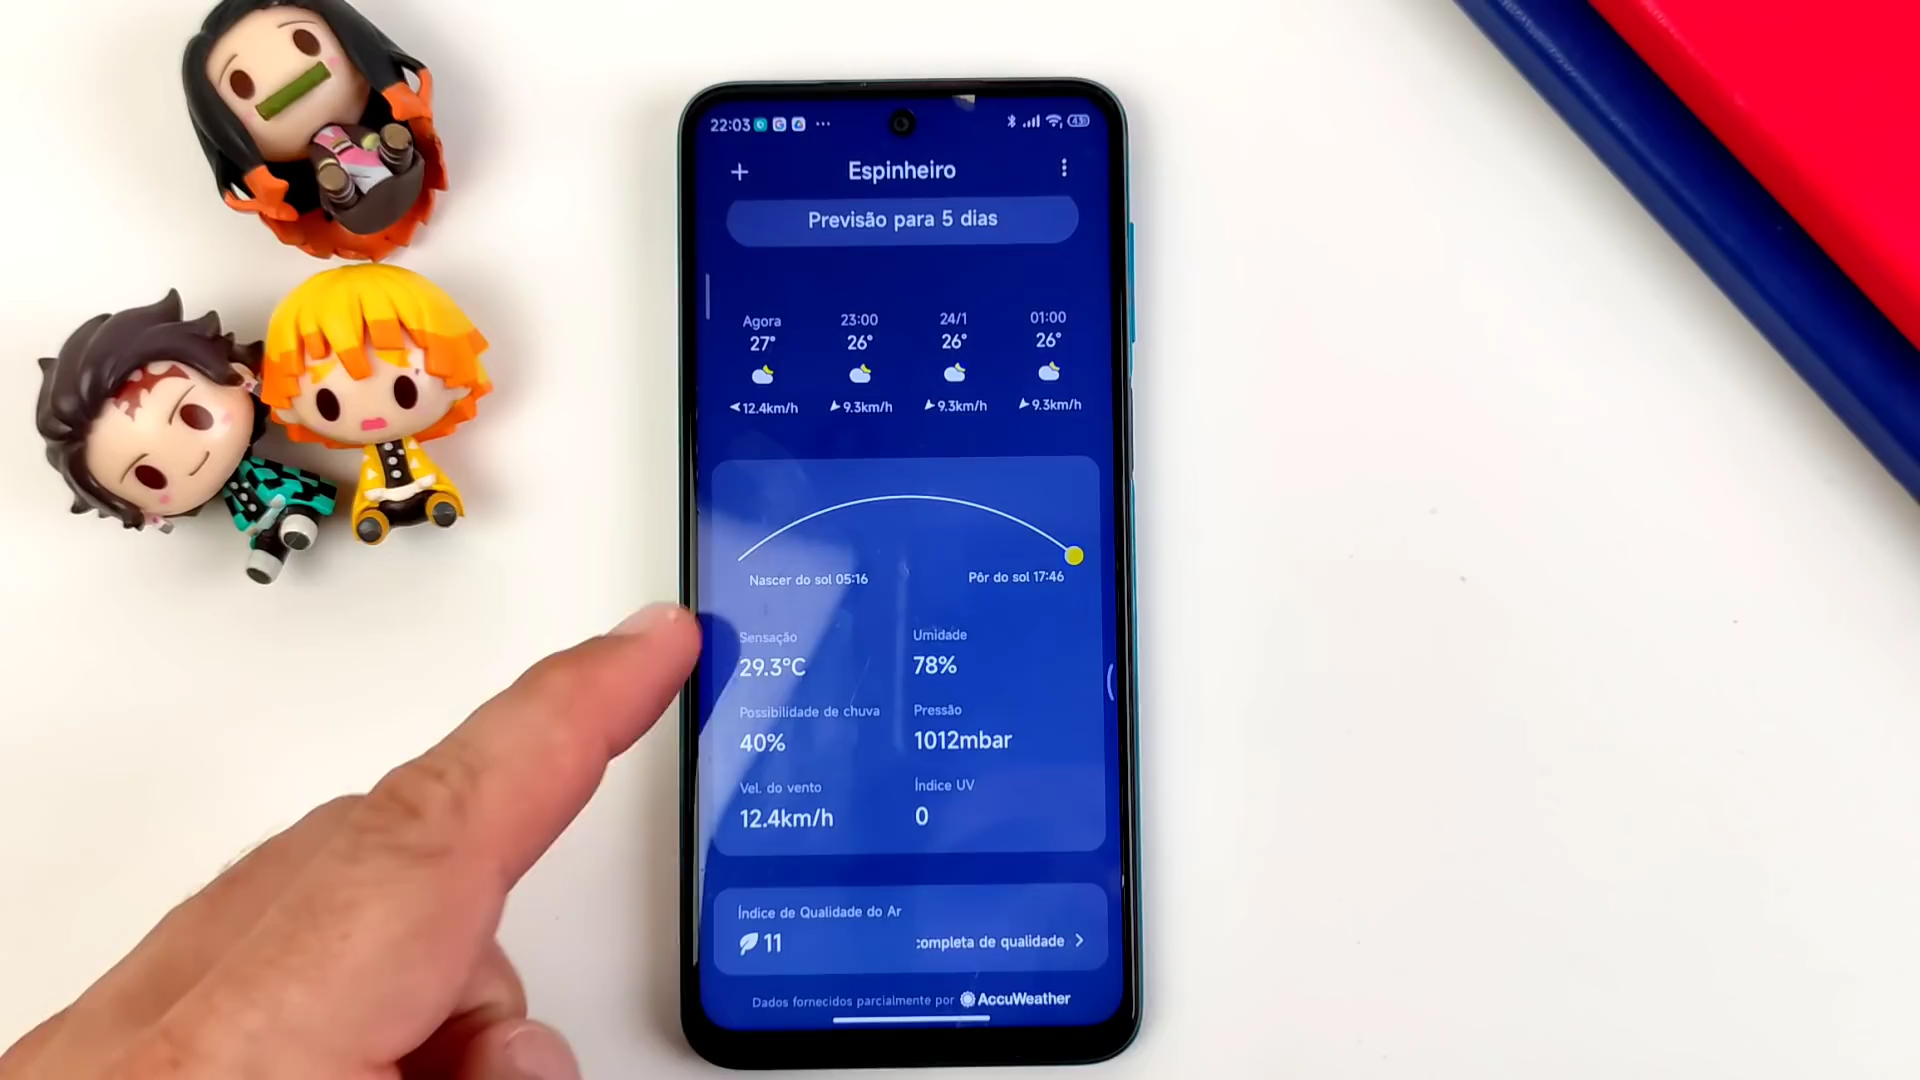 22:03
43
Espinheiro
Previsão para 5 dias
Agora 23:00 24/1 01:00
27° 26° 26° 26°
12.4km/h 9.3km/h 9.3km/h 9.3km/h
Nascer do sol 05:16 Pôr do sol 17:46
Sensação Umidade
29.3°C 78%
Possibilidade de chuva Pressão
40% 1012mbar
Vel. do vento Índice UV
12.4km/h 0
Índice de Qualidade do Ar
11 completa de qualidade
Dados fornecidos parcialmente por AccuWeather